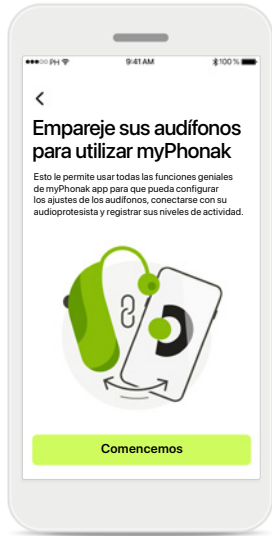 PH 9:41 AM 100 %
Empareje sus audífonos
para utilizar myPhonak
Esto le permite usar todas las funciones geniales
de myPhonak app para que pueda configurar
los ajustes de los audífonos, conectarse con su
audioprotesista y registrar sus niveles de actividad.
Comencemos